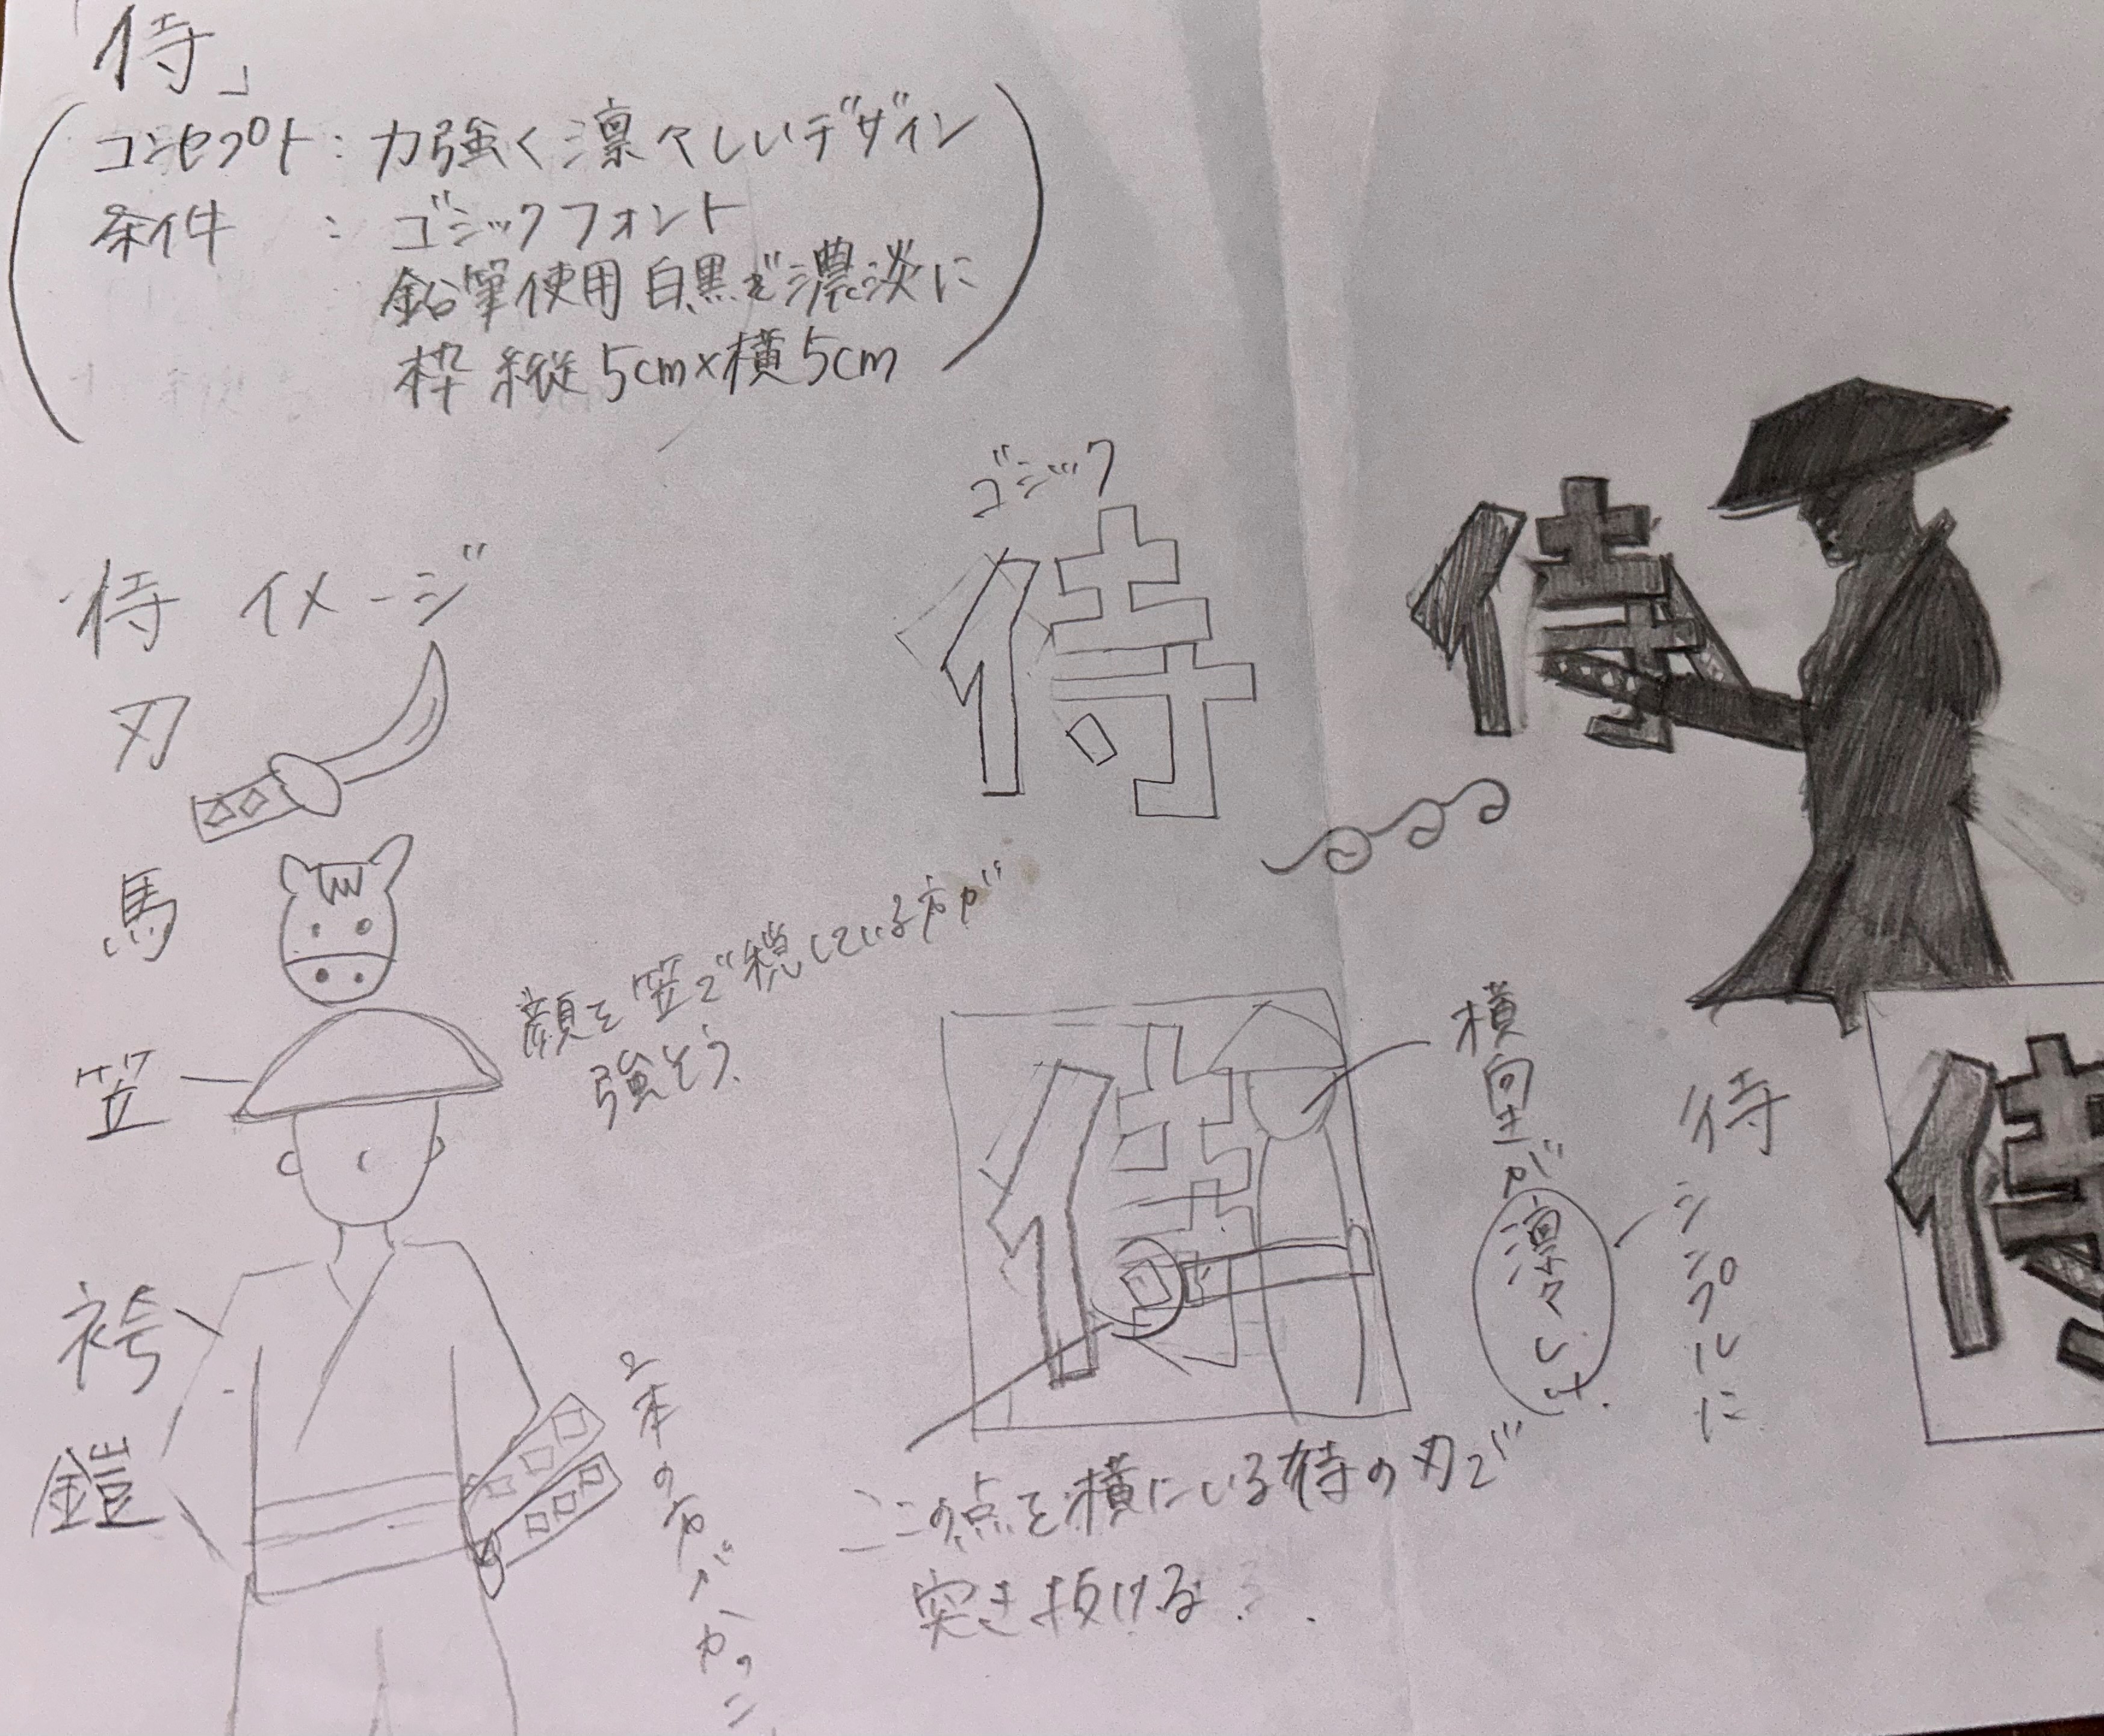 「侍」
コンセプト：力強く凛々しいデザイン
条件：ゴシックフォント
鉛筆使用 白黒で濃淡に
枠 縦5cm×横5cm
侍 イメージ
刃
馬
笠
顔を笠で隠している方が
強そう。
袴
鎧
2本の方がカッ
ゴシック
侍
侍
横向きが
凛々しい。
侍
シンプルに
ここの点を横にいる侍の刃で
突き抜ける。
侍
侍